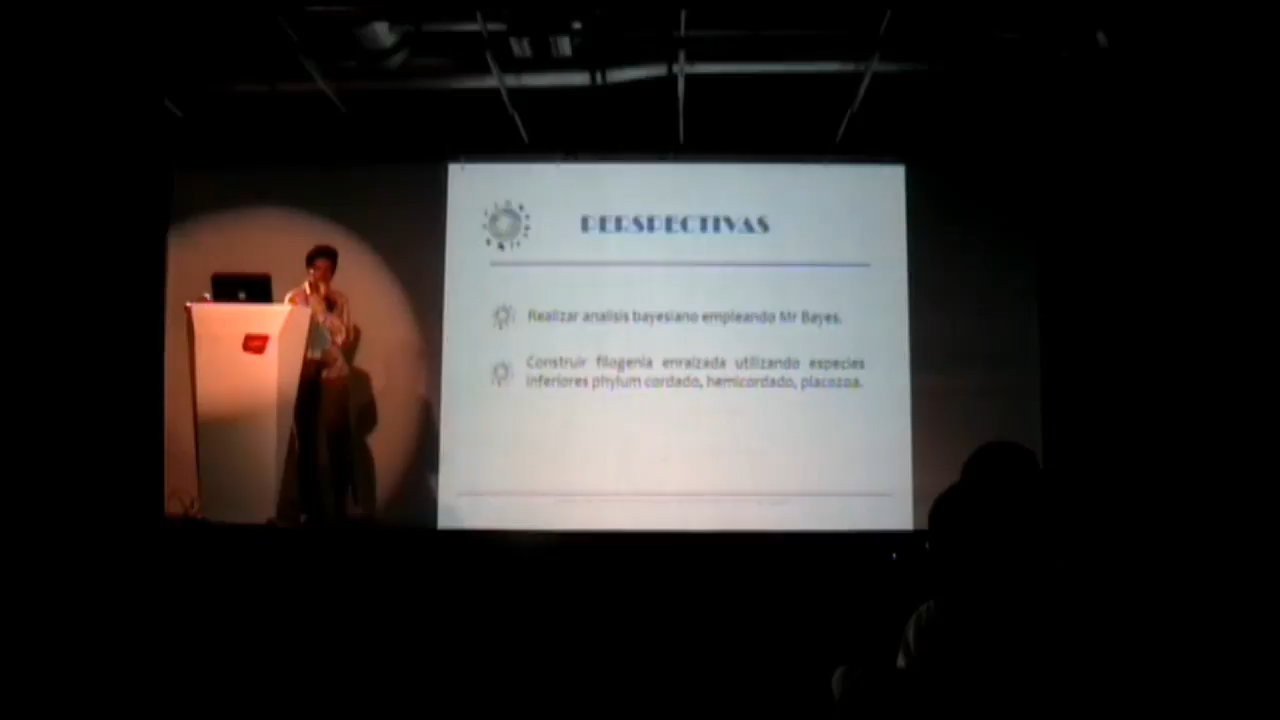 PERSPECTIVAS
Realizar analisis bayesiano empleando Mr Bayes.
Construir filogenia enraizada utilizando especies
inferiores phylum cordado, hemicordado, placozoa.